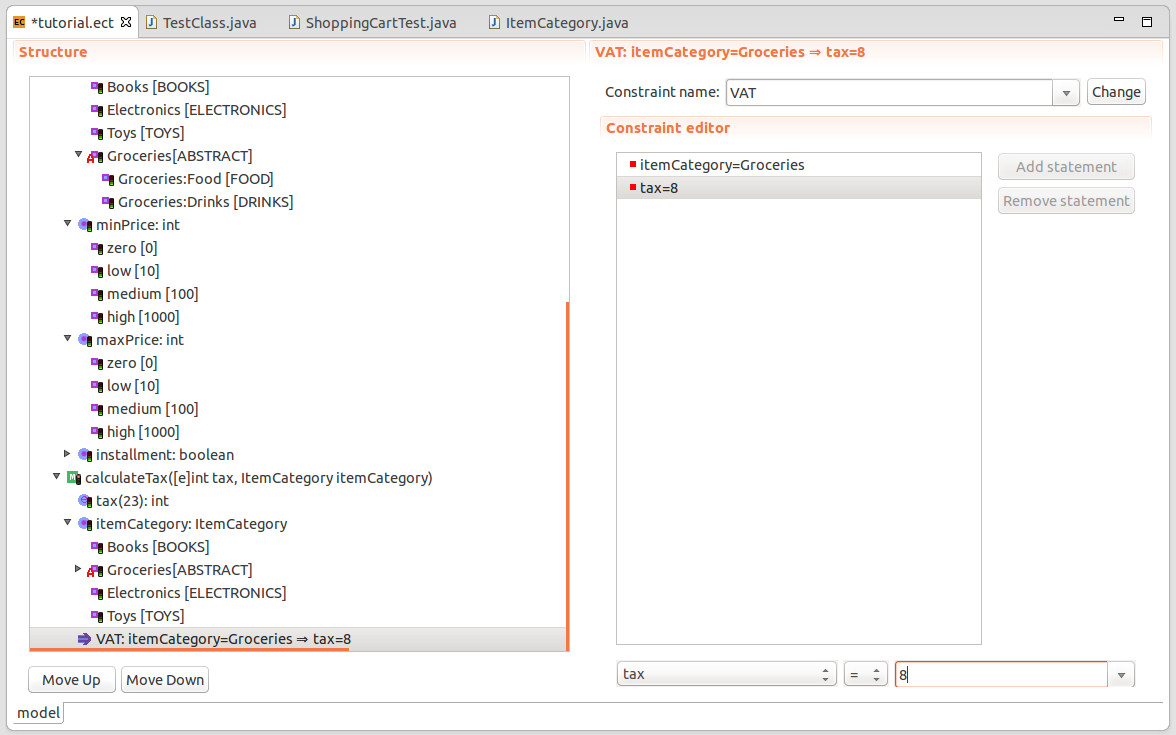 EC *tutorial.ect
TestClass.java
ShoppingCartTest.java
ItemCategory.java
Structure
Books [BOOKS]
Electronics [ELECTRONICS]
Toys [TOYS]
Groceries[ABSTRACT]
Groceries:Food [FOOD]
Groceries:Drinks [DRINKS]
minPrice: int
zero [0]
low [10]
medium [100]
high [1000]
maxPrice: int
zero [0]
low [10]
medium [100]
high [1000]
installment: boolean
calculateTax([e]int tax, ItemCategory itemCategory)
tax(23): int
itemCategory: ItemCategory
Books [BOOKS]
Groceries[ABSTRACT]
Electronics [ELECTRONICS]
Toys [TOYS]
VAT: itemCategory=Groceries ⇒ tax=8
Move Up
Move Down
model
VAT: itemCategory=Groceries ⇒ tax=8
Constraint name: VAT
Change
Constraint editor
itemCategory=Groceries
tax=8
Add statement
Remove statement
tax
=
8